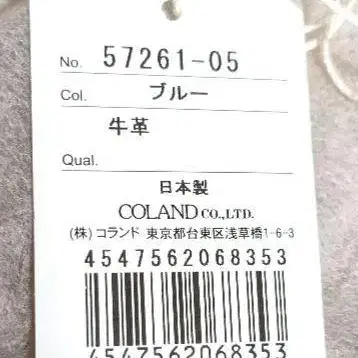 No. 57261-05
Col. ブルー
牛革
Qual.
日本製
COLAND CO.,LTD.
(株) コランド 東京都台東区浅草橋1-6-3
4547562068353
4547562068353